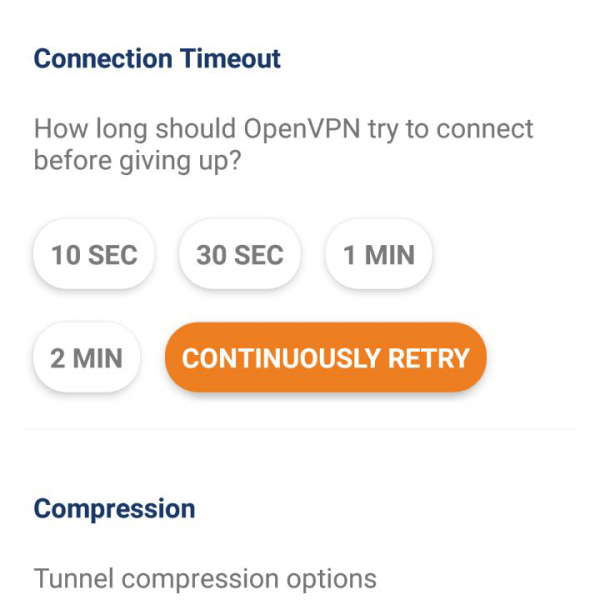 Connection Timeout
How long should OpenVPN try to connect
before giving up?
10 SEC 30 SEC 1 MIN
2 MIN CONTINUOUSLY RETRY
Compression
Tunnel compression options